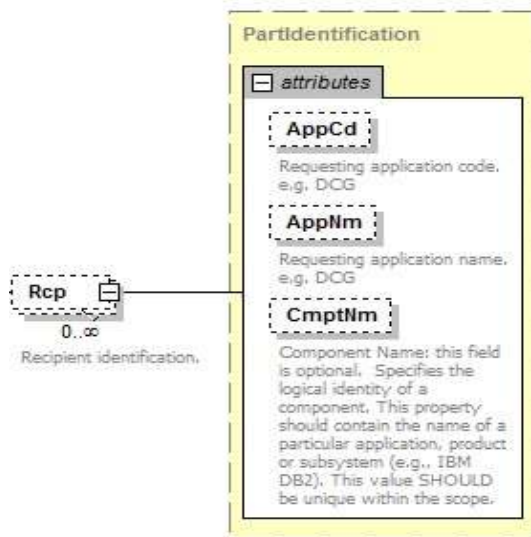 PartIdentification
attributes
AppCd
Requesting application code.
e.g. DCG
AppNm
Requesting application name.
e.g. DCG
Rcp
0..∞
Recipient identification.
CmptNm
Component Name: this field
is optional.  Specifies the
logical identity of a
component. This property
should contain the name of a
particular application, product
or subsystem (e.g., IBM
DB2). This value SHOULD
be unique within the scope.